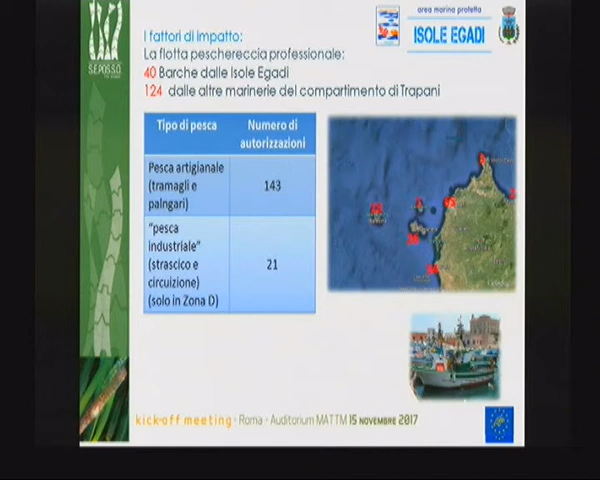 S.E.POS.S.O.
area marina protetta
ISOLE EGADI
I fattori di impatto:
La flotta peschereccia professionale:
40 Barche dalle Isole Egadi
124 dalle altre marinerie del compartimento di Trapani
Tipo di pesca
Numero di autorizzazioni
Pesca artigianale
(tramagli e
palngari)
143
"pesca
industriale"
(strascico e
circuizione)
(solo in Zona D)
21
kick-off meeting - Roma - Auditorium MATTM 15 NOVEMBRE 2017